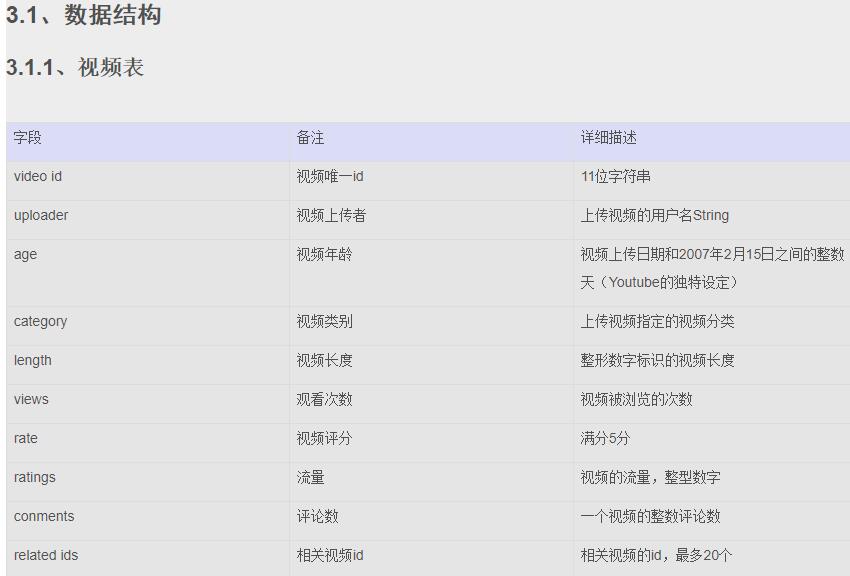 3.1、数据结构
3.1.1、视频表
字段 备注 详细描述
video id 视频唯一id 11位字符串
uploader 视频上传者 上传视频的用户名String
age 视频年龄 视频上传日期和2007年2月15日之间的整数
天（Youtube的独特设定）
category 视频类别 上传视频指定的视频分类
length 视频长度 整形数字标识的视频长度
views 观看次数 视频被浏览的次数
rate 视频评分 满分5分
ratings 流量 视频的流量，整型数字
conments 评论数 一个视频的整数评论数
related ids 相关视频id 相关视频的id，最多20个